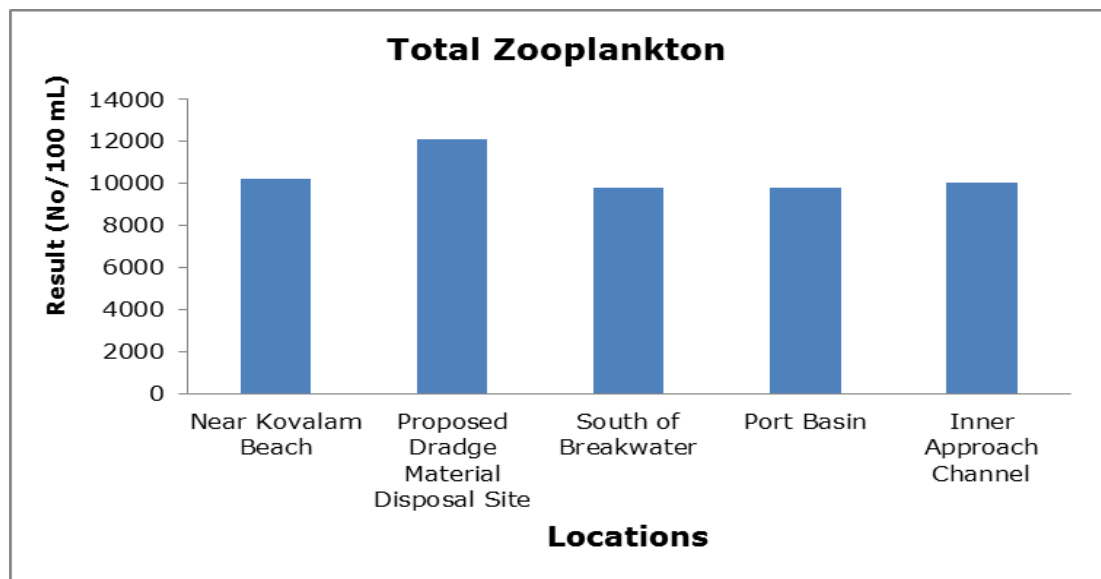 Total Zooplankton
Result (No/100 mL)
14000
12000
10000
8000
6000
4000
2000
0
Near Kovalam
Beach
Proposed
Dradge
Material
Disposal Site
South of
Breakwater
Port Basin
Inner
Approach
Channel
Locations